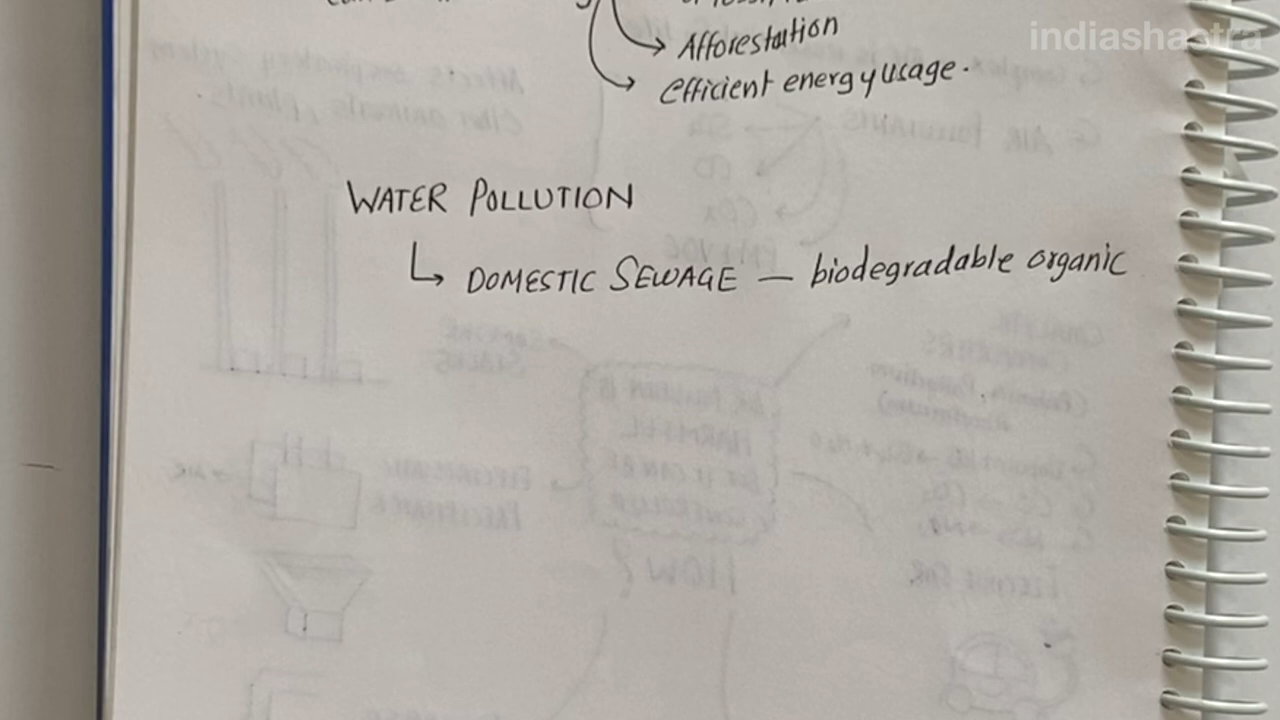 indiashastra
Afforestation
efficient energy usage.
WATER POLLUTION
DOMESTIC SEWAGE — biodegradable organic